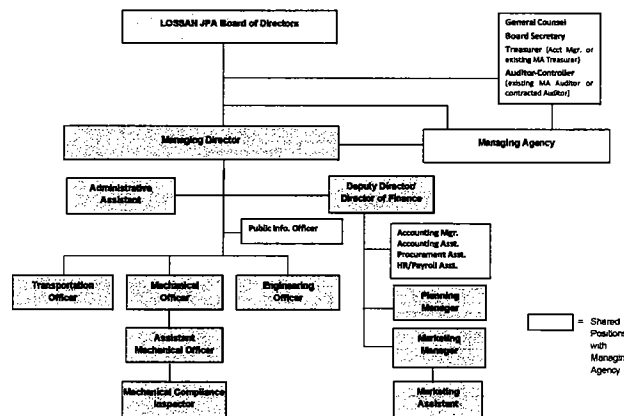 LOSSAN JPA Board of Directors
General Counsel
Board Secretary
Treasurer (Acct Mgr. or
existing MA Treasurer)
Auditor-Controller
(existing MA Auditor or
contracted Auditor)
Managing Director
Managing Agency
Administrative
Assistant
Deputy Director/
Director of Finance
Public Info. Officer
Accounting Mgr.
Accounting Asst.
Procurement Asst.
HR/Payroll Asst.
Transportation
Officer
Mechanical
Officer
Engineering
Officer
Planning
Manager
Assistant
Mechanical Officer
Marketing
Manager
Mechanical Compliance
Inspector
Marketing
Assistant
= Shared
Positions
with
Managin
Agency